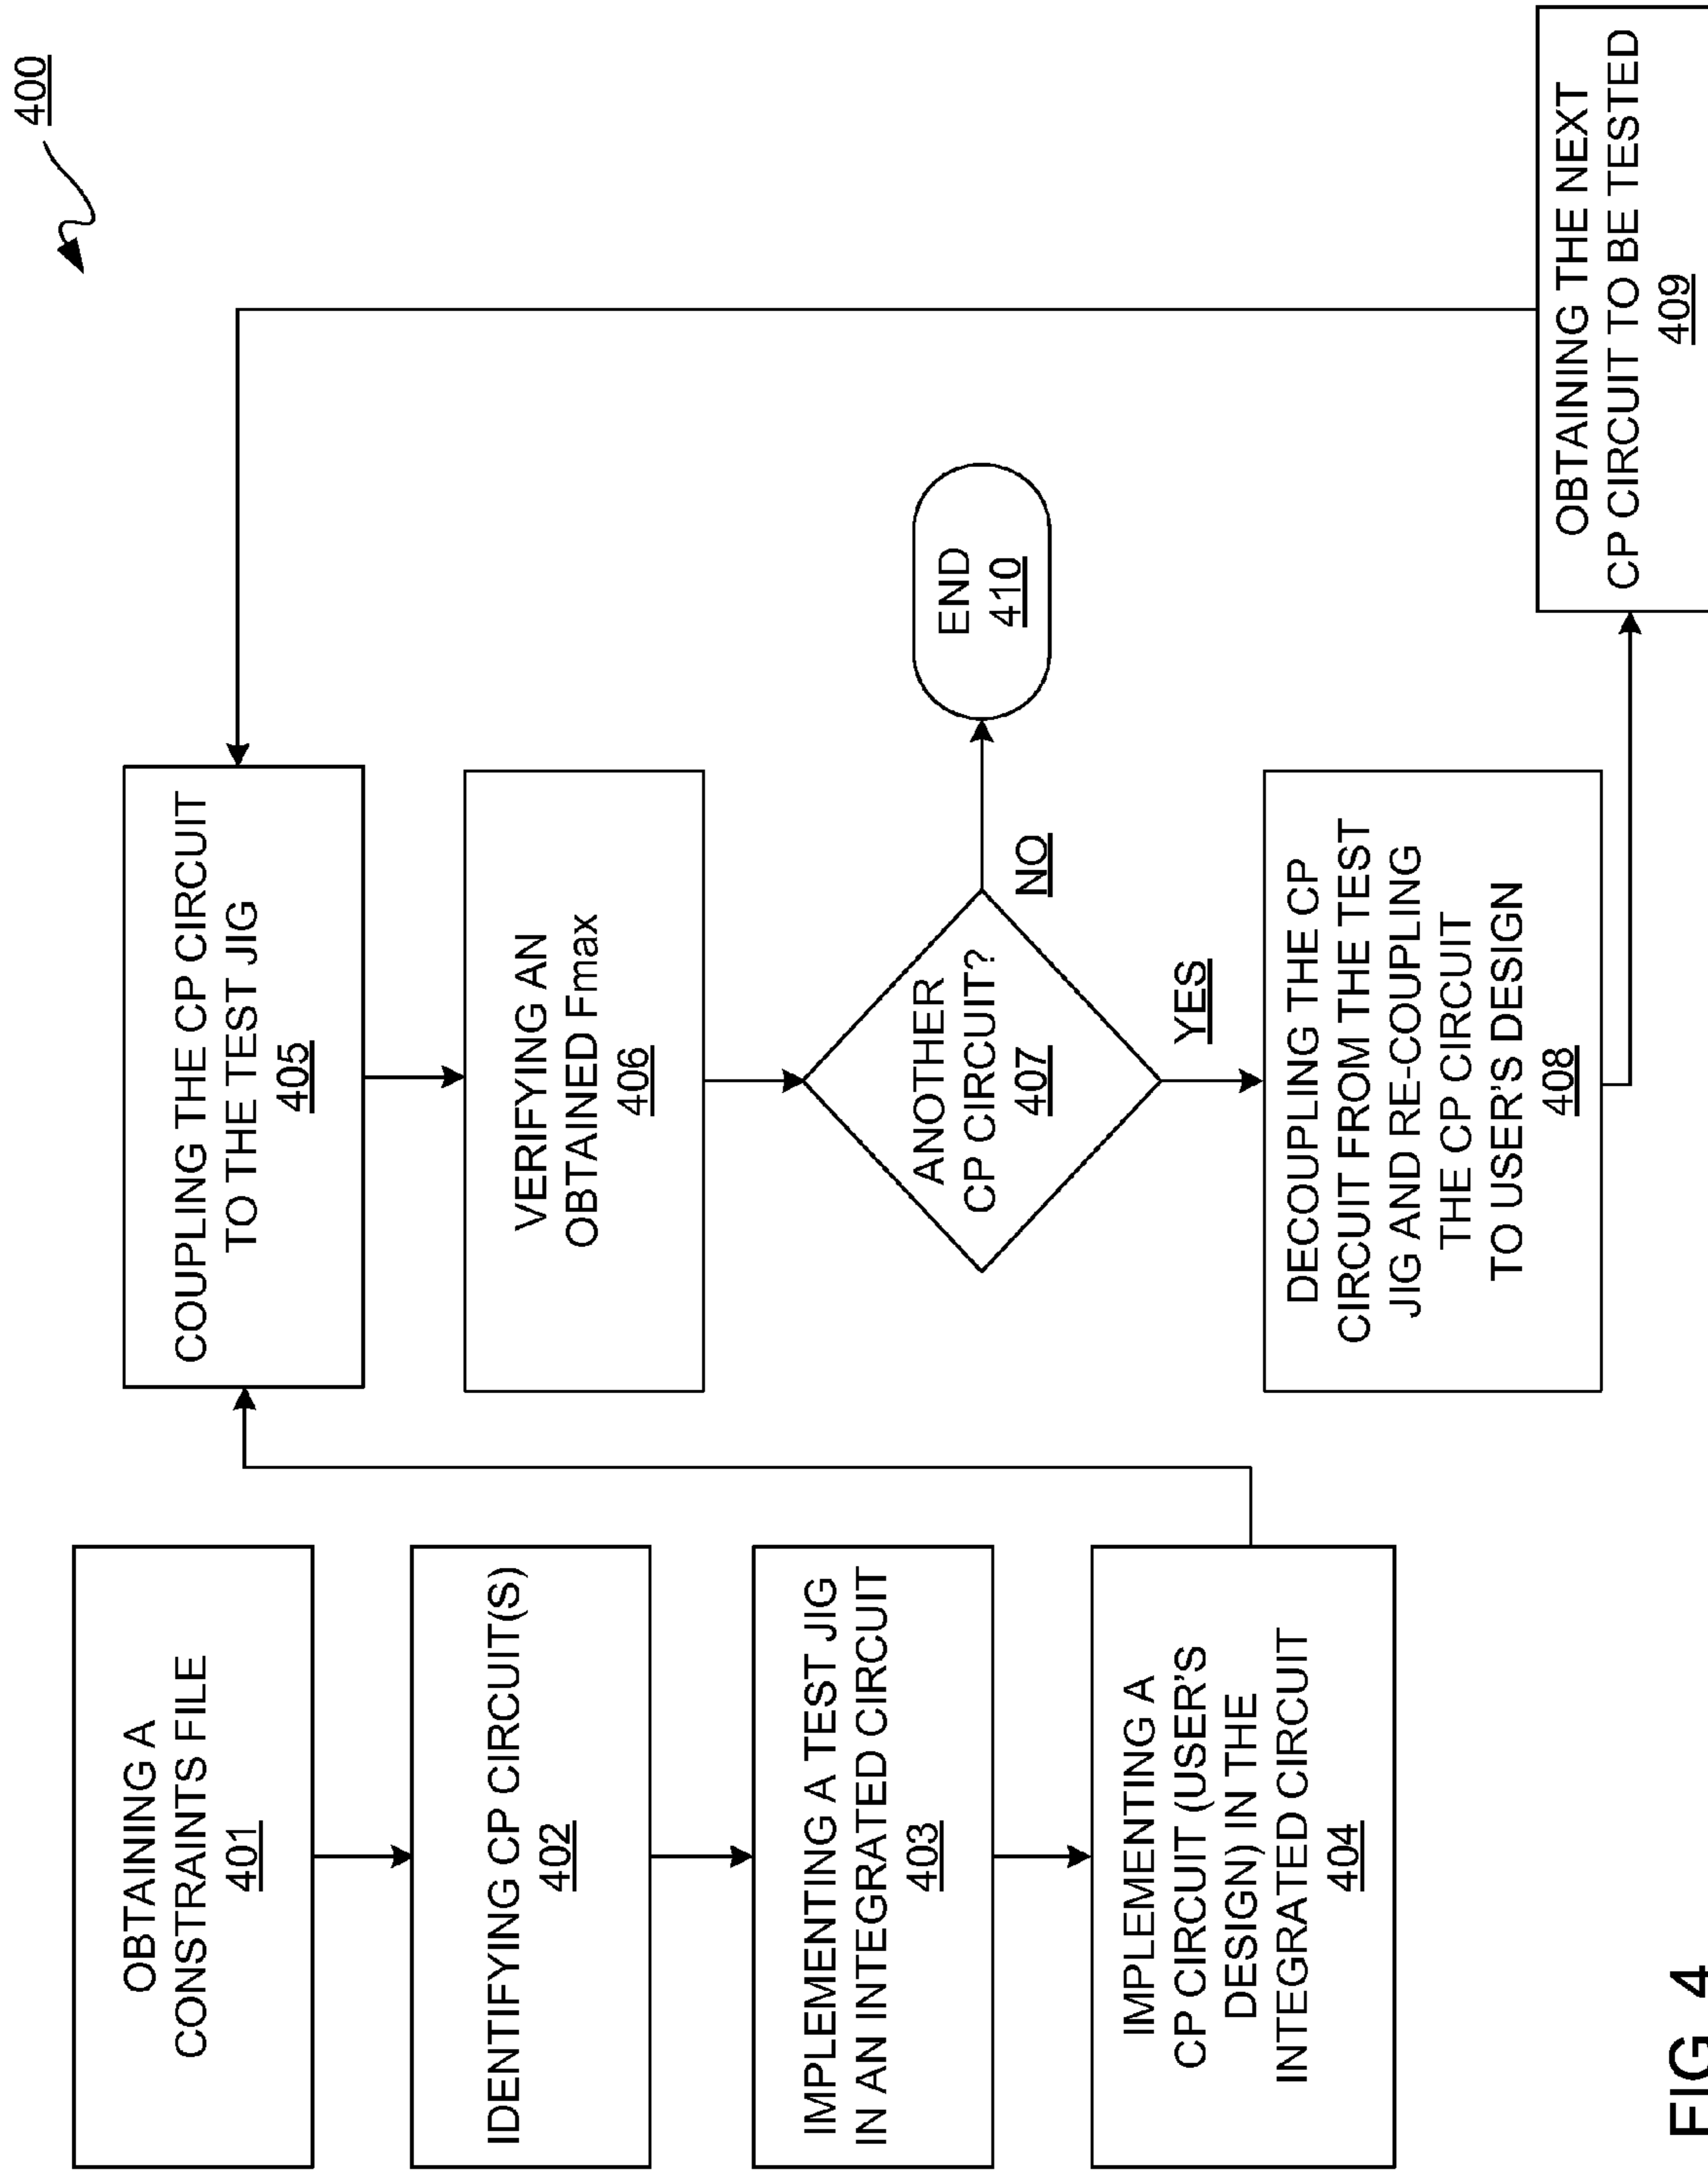 400
OBTAINING A
CONSTRAINTS FILE
401
IDENTIFYING CP CIRCUIT(S)
402
IMPLEMENTING A TEST JIG
IN AN INTEGRATED CIRCUIT
403
IMPLEMENTING A
CP CIRCUIT (USER'S
DESIGN) IN THE
INTEGRATED CIRCUIT
404
COUPLING THE CP CIRCUIT
TO THE TEST JIG
405
VERIFYING AN
OBTAINED Fmax
406
ANOTHER
CP CIRCUIT?
407
NO
END
410
YES
DECOUPLING THE CP
CIRCUIT FROM THE TEST
JIG AND RE-COUPLING
THE CP CIRCUIT
TO USER'S DESIGN
408
OBTAINING THE NEXT
CP CIRCUIT TO BE TESTED
409
FIG. 4